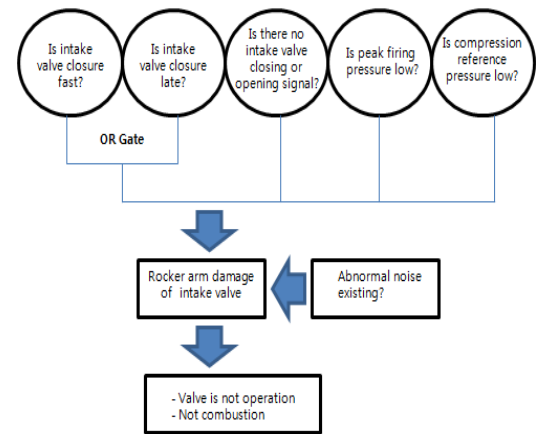 Is intake
valve closure
fast?
Is intake
valve closure
late?
Is there no
intake valve
closing or
opening signal?
Is peak firing
pressure low?
Is compression
reference
pressure low?
OR Gate
Rocker arm damage
of intake valve
Abnormal noise
existing?
- Valve is not operation
- Not combustion